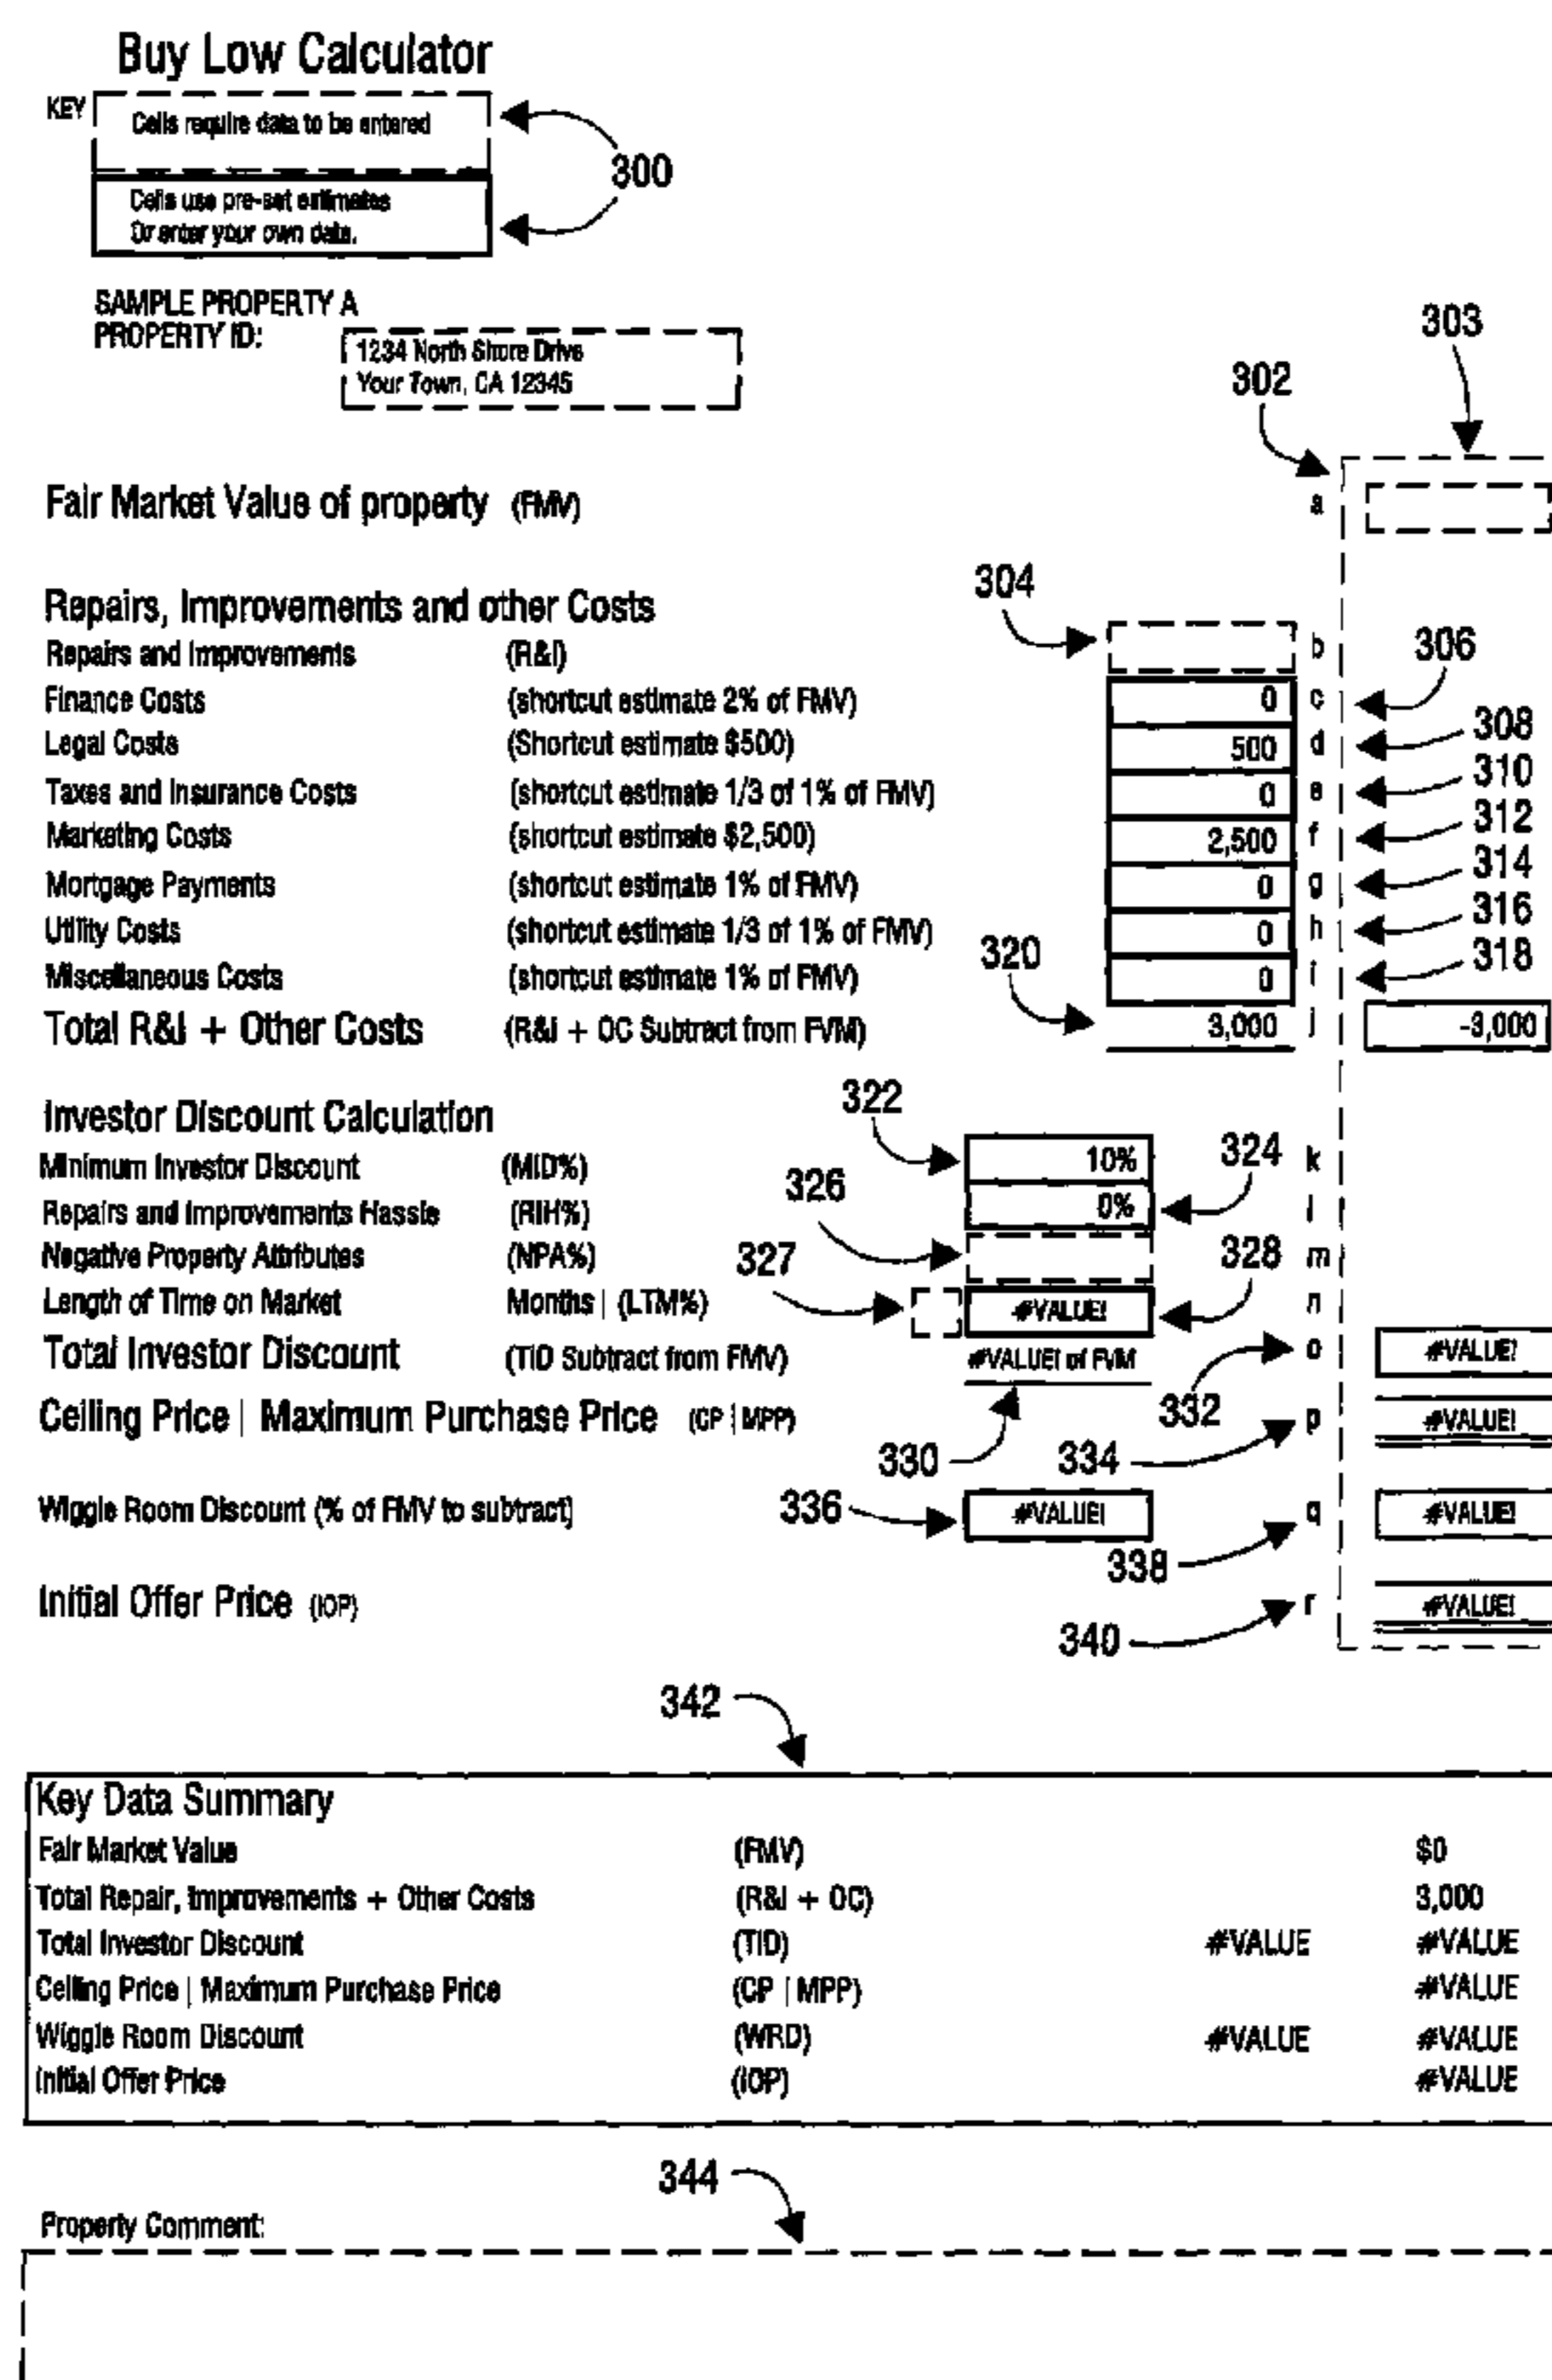 Buy Low Calculator
KEY
Cells require data to be entered
300
Cells use pre-set estimates
Or enter your own data.
SAMPLE PROPERTY A
PROPERTY ID:
1234 North Shore Drive
Your Town, CA 12345
303
302
Fair Market Value of property (FMV) a
304
Repairs, Improvements and other Costs
Repairs and Improvements (R&I) b 306
Finance Costs (shortcut estimate 2% of FMV) 0 c
Legal Costs (Shortcut estimate $500) 500 d 308
Taxes and Insurance Costs (shortcut estimate 1/3 of 1% of FMV) 0 e 310
Marketing Costs (shortcut estimate $2,500) 2,500 f 312
Mortgage Payments (shortcut estimate 1% of FMV) 0 g 314
Utility Costs (shortcut estimate 1/3 of 1% of FMV) 0 h 316
Miscellaneous Costs (shortcut estimate 1% of FMV) 320 0 i 318
Total R&I + Other Costs (R&I + OC Subtract from FVM) 3,000 j -3,000
322
Investor Discount Calculation
Minimum Investor Discount (MID%) 10% 324 k
Repairs and Improvements Hassle (RIH%) 326 0% l
Negative Property Attributes (NPA%) 327 328 m
Length of Time on Market Months | (LTM%) #VALUE! n
Total Investor Discount (TID Subtract from FMV) #VALUE! of FVM o #VALUE!
332
Ceiling Price | Maximum Purchase Price (CP | MPP) p #VALUE!
330 334
Wiggle Room Discount (% of FMV to subtract) 336 #VALUE! q #VALUE!
338
Initial Offer Price (IOP) r #VALUE!
340
342
Key Data Summary
Fair Market Value (FMV) $0
Total Repair, Improvements + Other Costs (R&I + OC) 3,000
Total Investor Discount (TID) #VALUE #VALUE
Ceiling Price | Maximum Purchase Price (CP | MPP) #VALUE
Wiggle Room Discount (WRD) #VALUE #VALUE
Initial Offer Price (IOP) #VALUE
344
Property Comment: